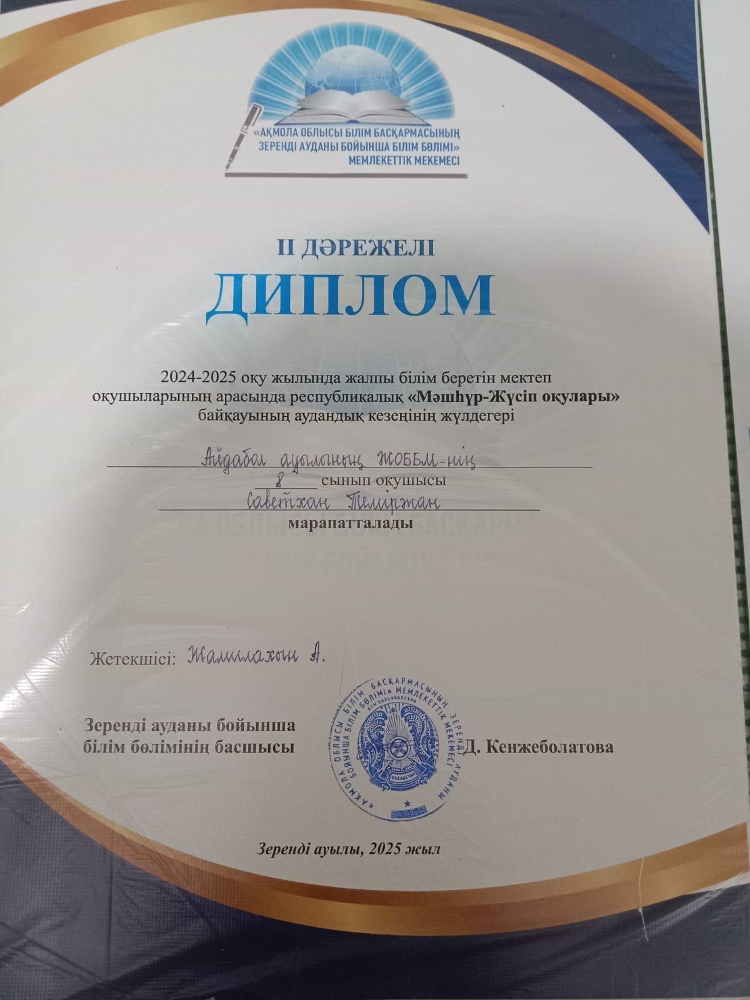 «АҚМОЛА ОБЛЫСЫ БІЛІМ БАСҚАРМАСЫНЫҢ
ЗЕРЕНДІ АУДАНЫ БОЙЫНША БІЛІМ БӨЛІМІ»
МЕМЛЕКЕТТІК МЕКЕМЕСІ
ІІ ДӘРЕЖЕЛІ
ДИПЛОМ
2024-2025 оқу жылында жалпы білім беретін мектеп
оқушыларының арасында республикалық «Мәшһүр-Жүсіп оқулары»
байқауының аудандық кезеңінің жүлдегері
Айдабол ауылының ЖОББМ-нің
8 сынып оқушысы
Саветхан Теміржан
марапатталады
Жетекшісі: Жамилахын А.
Зеренді ауданы бойынша
білім бөлімінің басшысы
Д. Кенжеболатова
«АҚМОЛА ОБЛЫСЫ БІЛІМ БАСҚАРМАСЫНЫҢ ЗЕРЕНДІ АУДАНЫ
БОЙЫНША БІЛІМ БӨЛІМІ» МЕМЛЕКЕТТІК МЕКЕМЕСІ
QAZAQSTAN
Зеренді ауылы, 2025 жыл